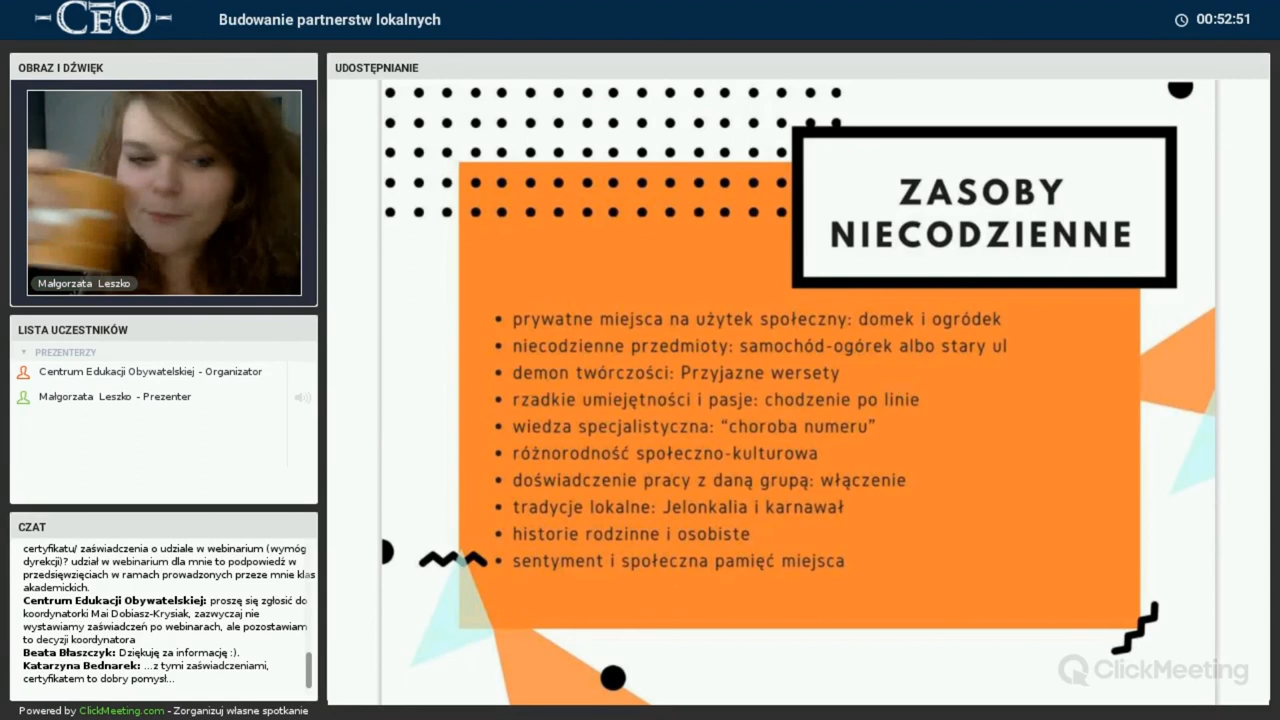 CEO
Budowanie partnerstw lokalnych
00:52:51
OBRAZ I DŹWIĘK
Małgorzata Leszko
LISTA UCZESTNIKÓW
PREZENTERZY
Centrum Edukacji Obywatelskiej - Organizator
Małgorzata Leszko - Prezenter
CZAT
certyfikatu/ zaświadczenia o udziale w webinarium (wymóg
dyrekcji)? udział w webinarium dla mnie to podpowiedź w
przedsięwzięciach w ramach prowadzonych przeze mnie klas
akademickich.
Centrum Edukacji Obywatelskiej: proszę się zgłosić do
koordynatorki Mai Dobiasz-Krysiak, zazwyczaj nie
wystawiamy zaświadczeń po webinarach, ale pozostawiam
to decyzji koordynatora
Beata Błaszczyk: Dziękuję za informację :).
Katarzyna Bednarek: ...z tymi zaświadczeniami,
certyfikatem to dobry pomysł...
Powered by ClickMeeting.com - Zorganizuj własne spotkanie
UDOSTĘPNIANIE
ZASOBY
NIECODZIENNE
• prywatne miejsca na użytek społeczny: domek i ogródek
• niecodzienne przedmioty: samochód-ogórek albo stary ul
• demon twórczości: Przyjazne wersety
• rzadkie umiejętności i pasje: chodzenie po linie
• wiedza specjalistyczna: “choroba numeru”
• różnorodność społeczno-kulturowa
• doświadczenie pracy z daną grupą: włączenie
• tradycje lokalne: Jelonkalia i karnawał
• historie rodzinne i osobiste
• sentyment i społeczna pamięć miejsca
ClickMeeting